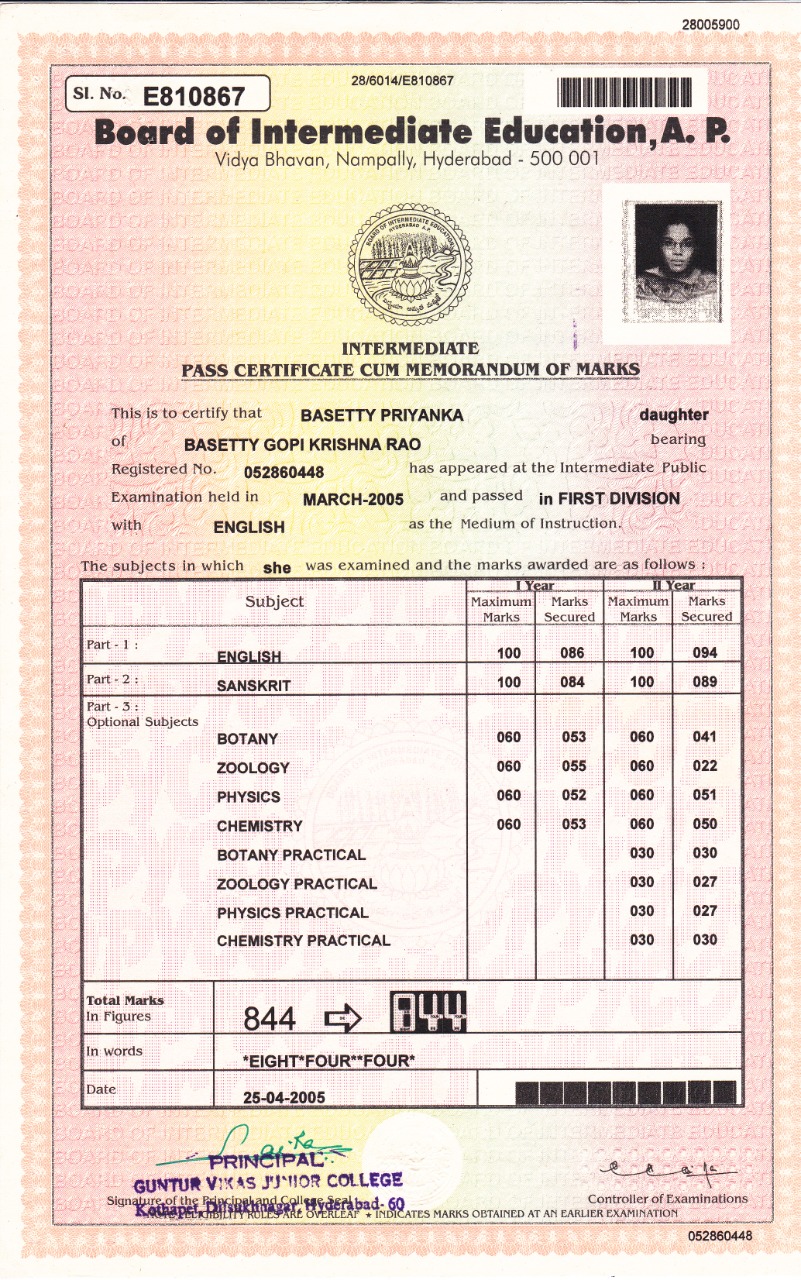 28005900
Sl. No. E810867
28/6014/E810867
Board of Intermediate Education, A. P.
Vidya Bhavan, Nampally, Hyderabad - 500 001
BOARD OF INTERMEDIATE EDUCATION
HYDERABAD A.P.
INTERMEDIATE
PASS CERTIFICATE CUM MEMORANDUM OF MARKS
This is to certify that BASETTY PRIYANKA daughter
of BASETTY GOPI KRISHNA RAO bearing
Registered No. 052860448 has appeared at the Intermediate Public
Examination held in MARCH-2005 and passed in FIRST DIVISION
with ENGLISH as the Medium of Instruction.
The subjects in which she was examined and the marks awarded are as follows :
Subject I Year II Year
Maximum Marks Marks Secured Maximum Marks Marks Secured
Part - 1 :
ENGLISH 100 086 100 094
Part - 2 :
SANSKRIT 100 084 100 089
Part - 3 :
Optional Subjects
BOTANY 060 053 060 041
ZOOLOGY 060 055 060 022
PHYSICS 060 052 060 051
CHEMISTRY 060 053 060 050
BOTANY PRACTICAL 030 030
ZOOLOGY PRACTICAL 030 027
PHYSICS PRACTICAL 030 027
CHEMISTRY PRACTICAL 030 030
Total Marks
In Figures 844 844
In words *EIGHT*FOUR**FOUR*
Date 25-04-2005
PRINCIPAL
GUNTUR VIKAS JUNIOR COLLEGE
Signature of the Principal and College Seal
Kothapet, Dilsukhnagar, Hyderabad- 60
Controller of Examinations
ELIGIBILITY RULES ARE OVERLEAF ★ INDICATES MARKS OBTAINED AT AN EARLIER EXAMINATION
052860448